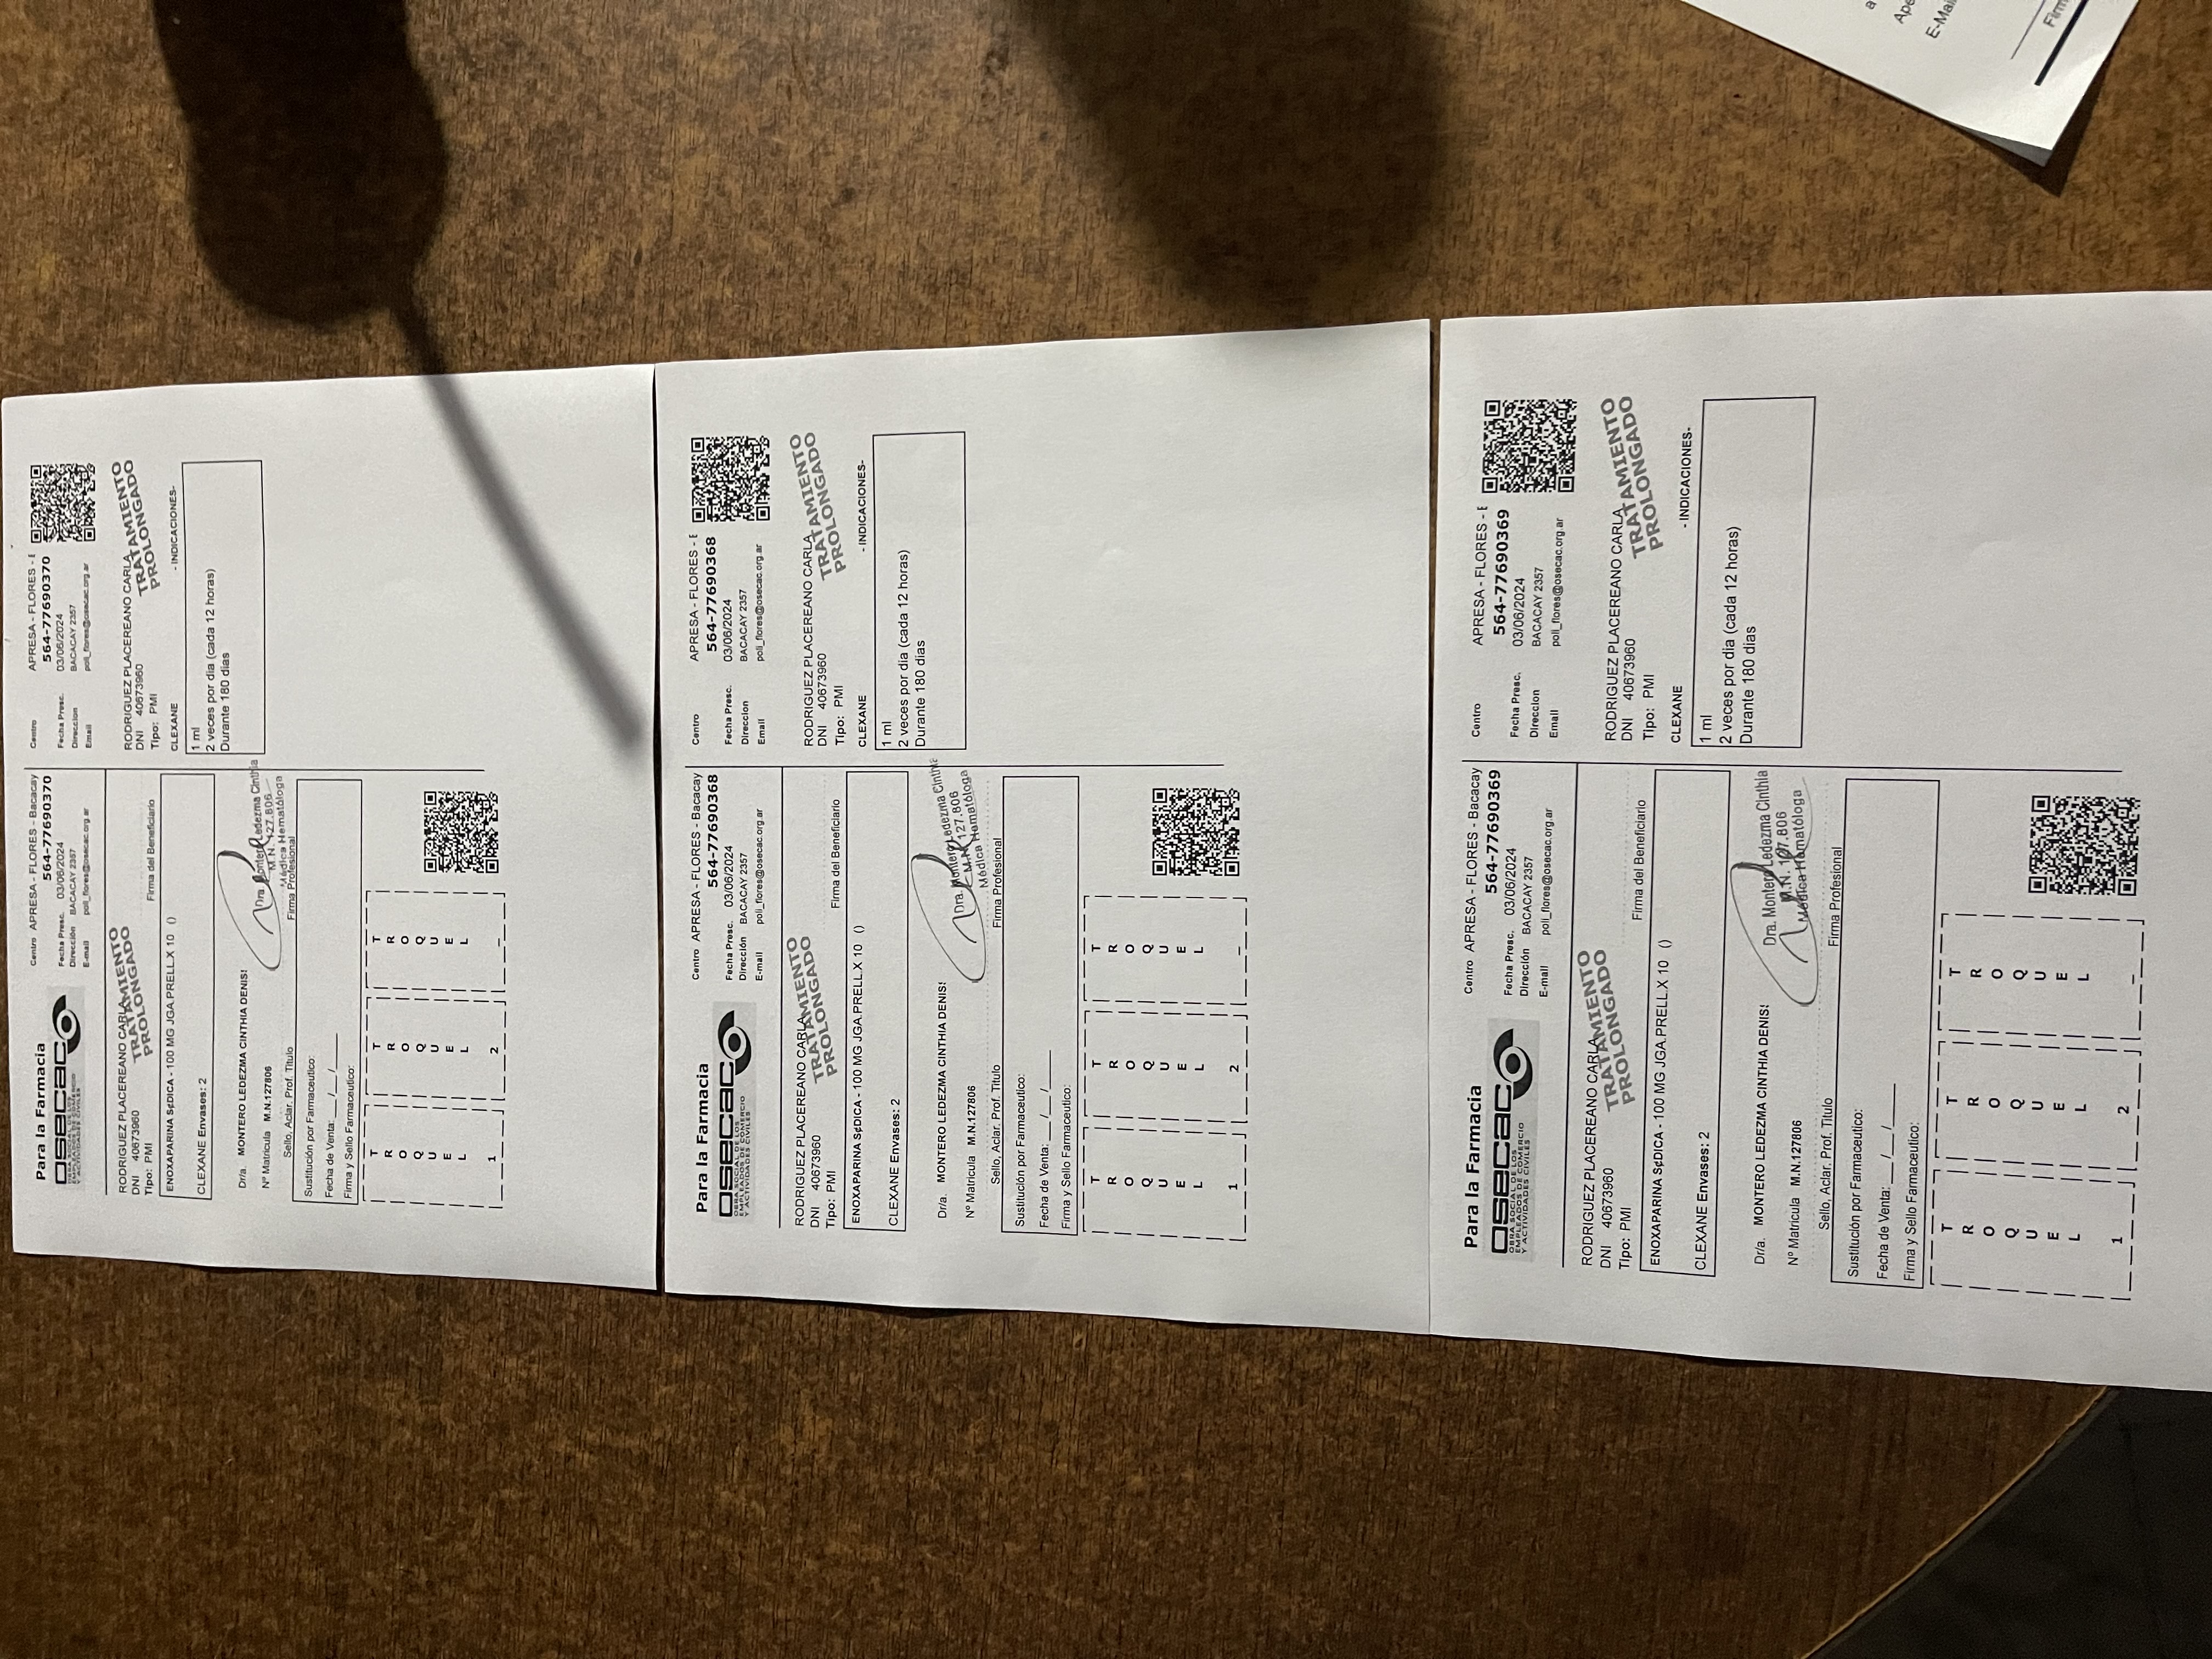 Para la Farmacia
osecac
OBRA SOCIAL DE LOS
EMPLEADOS DE COMERCIO
Y ACTIVIDADES CIVILES
Centro APRESA - FLORES - Bacacay
564-77690370
Fecha Presc. 03/06/2024
Dirección BACACAY 2357
E-mail poli_flores@osecac.org.ar
RODRIGUEZ PLACEREANO CARLA
DNI 40673960
Tipo: PMI
TRATAMIENTO
PROLONGADO
Firma del Beneficiario
ENOXAPARINA S¢DICA - 100 MG JGA.PRELL.X 10 ()
CLEXANE Envases: 2
Dr/a. MONTERO LEDEZMA CINTHIA DENIS
Nº Matricula M.N.127806
Dra. Montero Ledezma Cinthia
M.N. 127.806
Médica Hematóloga
Sello, Aclar. Prof. Titulo
Firma Profesional
Sustitución por Farmaceutico:
Fecha de Venta: __ /__ /_____
Firma y Sello Farmaceutico:
TROQUEL 1
TROQUEL 2
TROQUEL _
Centro APRESA - FLORES -
564-77690370
Fecha Presc. 03/06/2024
Direccion BACACAY 2357
Email poli_flores@osecac.org.ar
RODRIGUEZ PLACEREANO CARLA
DNI 40673960
Tipo: PMI
TRATAMIENTO
PROLONGADO
CLEXANE - INDICACIONES-
1 ml
2 veces por dia (cada 12 horas)
Durante 180 dias
Para la Farmacia
osecac
OBRA SOCIAL DE LOS
EMPLEADOS DE COMERCIO
Y ACTIVIDADES CIVILES
Centro APRESA - FLORES - Bacacay
564-77690368
Fecha Presc. 03/06/2024
Dirección BACACAY 2357
E-mail poli_flores@osecac.org.ar
RODRIGUEZ PLACEREANO CARLA
DNI 40673960
Tipo: PMI
TRATAMIENTO
PROLONGADO
Firma del Beneficiario
ENOXAPARINA S¢DICA - 100 MG JGA.PRELL.X 10 ()
CLEXANE Envases: 2
Dr/a. MONTERO LEDEZMA CINTHIA DENIS
Nº Matricula M.N.127806
Dra. Montero Ledezma Cinthia
M.N. 127.806
Médica Hematóloga
Sello, Aclar. Prof. Titulo
Firma Profesional
Sustitución por Farmaceutico:
Fecha de Venta: __ /__ /_____
Firma y Sello Farmaceutico:
TROQUEL 1
TROQUEL 2
TROQUEL _
Centro APRESA - FLORES -
564-77690368
Fecha Presc. 03/06/2024
Direccion BACACAY 2357
Email poli_flores@osecac.org.ar
RODRIGUEZ PLACEREANO CARLA
DNI 40673960
Tipo: PMI
TRATAMIENTO
PROLONGADO
CLEXANE - INDICACIONES-
1 ml
2 veces por dia (cada 12 horas)
Durante 180 dias
Para la Farmacia
osecac
OBRA SOCIAL DE LOS
EMPLEADOS DE COMERCIO
Y ACTIVIDADES CIVILES
Centro APRESA - FLORES - Bacacay
564-77690369
Fecha Presc. 03/06/2024
Dirección BACACAY 2357
E-mail poli_flores@osecac.org.ar
RODRIGUEZ PLACEREANO CARLA
DNI 40673960
Tipo: PMI
TRATAMIENTO
PROLONGADO
Firma del Beneficiario
ENOXAPARINA S¢DICA - 100 MG JGA.PRELL.X 10 ()
CLEXANE Envases: 2
Dr/a. MONTERO LEDEZMA CINTHIA DENIS
Nº Matricula M.N.127806
Dra. Montero Ledezma Cinthia
M.N. 127.806
Médica Hematóloga
Sello, Aclar. Prof. Titulo
Firma Profesional
Sustitución por Farmaceutico:
Fecha de Venta: __ /__ /_____
Firma y Sello Farmaceutico:
TROQUEL 1
TROQUEL 2
TROQUEL _
Centro APRESA - FLORES -
564-77690369
Fecha Presc. 03/06/2024
Direccion BACACAY 2357
Email poli_flores@osecac.org.ar
RODRIGUEZ PLACEREANO CARLA
DNI 40673960
Tipo: PMI
TRATAMIENTO
PROLONGADO
CLEXANE - INDICACIONES-
1 ml
2 veces por dia (cada 12 horas)
Durante 180 dias